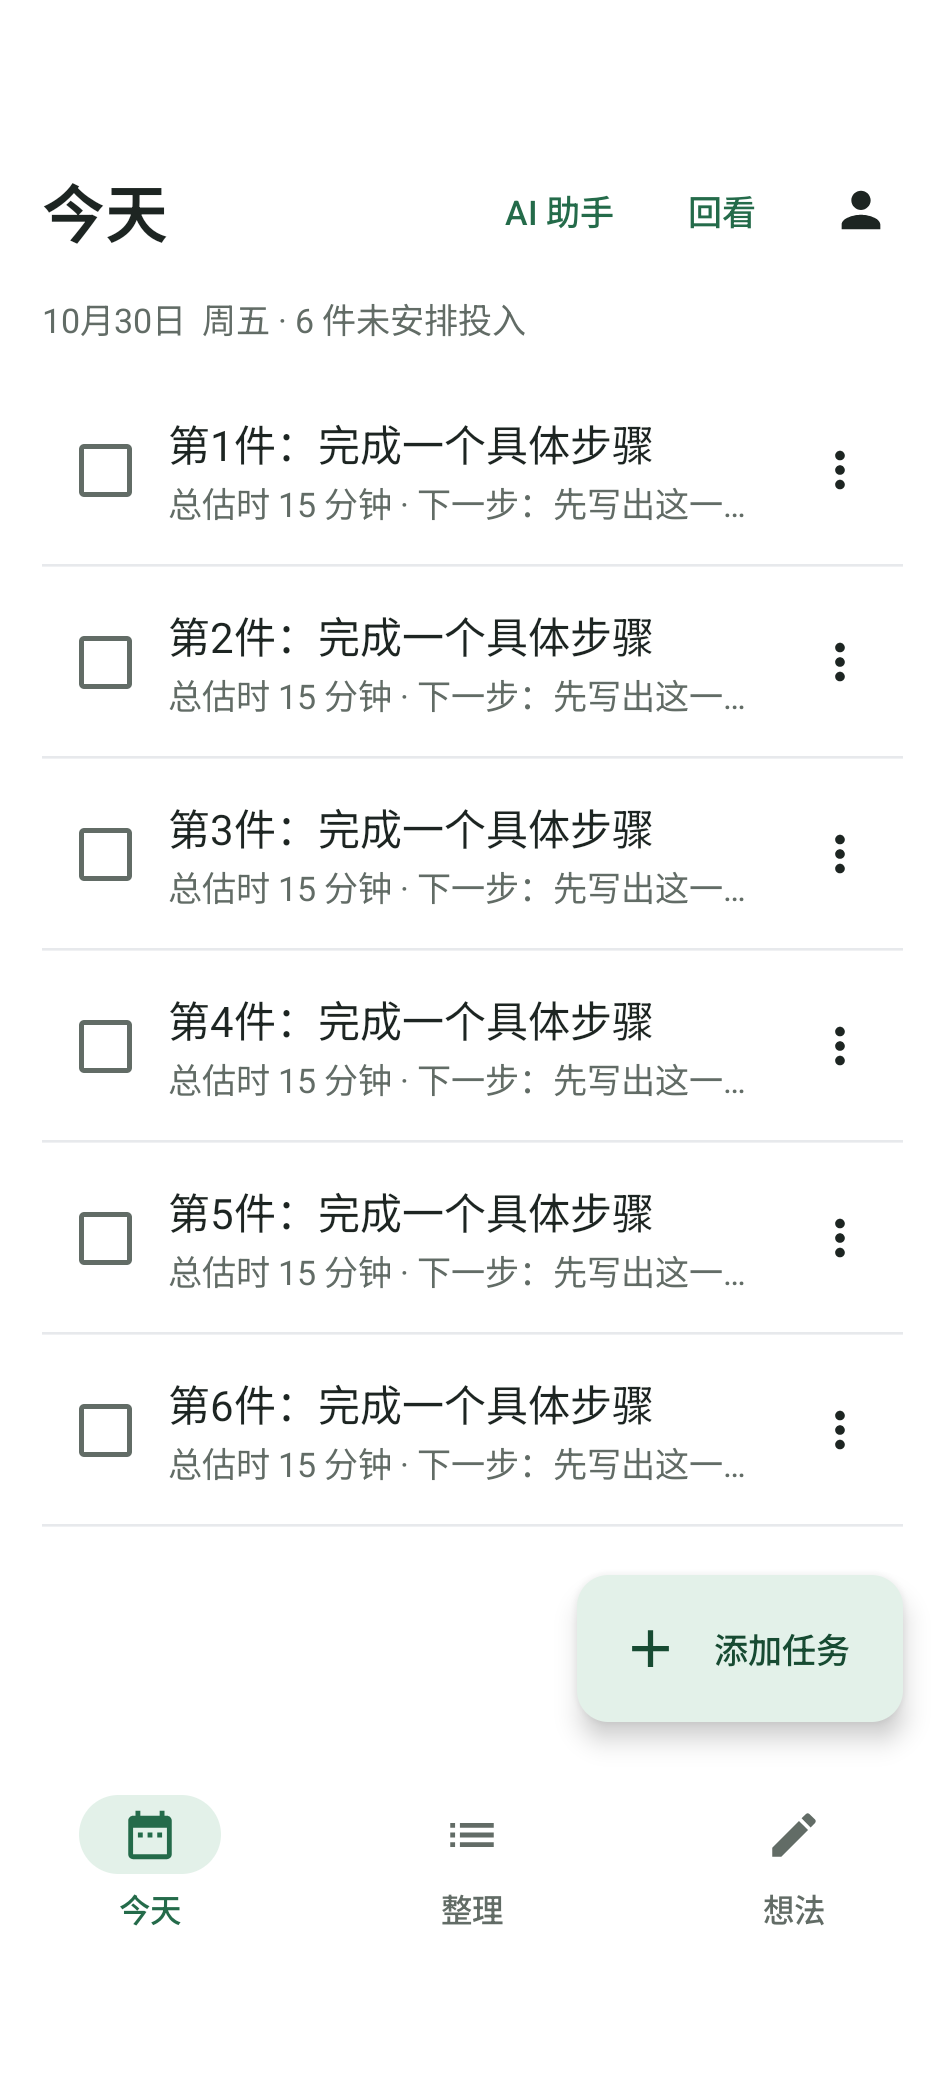 今天
AI 助手
回看
10月30日 周五 · 6 件未安排投入
第1件：完成一个具体步骤
总估时 15 分钟 · 下一步：先写出这一...
第2件：完成一个具体步骤
总估时 15 分钟 · 下一步：先写出这一...
第3件：完成一个具体步骤
总估时 15 分钟 · 下一步：先写出这一...
第4件：完成一个具体步骤
总估时 15 分钟 · 下一步：先写出这一...
第5件：完成一个具体步骤
总估时 15 分钟 · 下一步：先写出这一...
第6件：完成一个具体步骤
总估时 15 分钟 · 下一步：先写出这一...
添加任务
今天
整理
想法